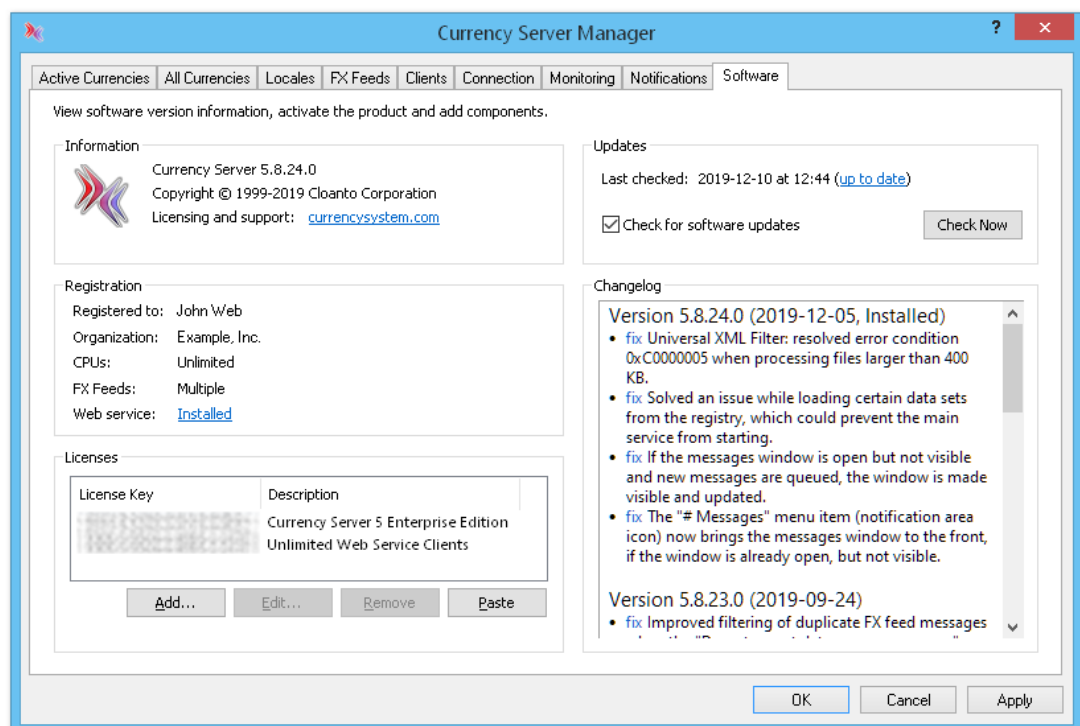 Currency Server Manager
?
Active Currencies
All Currencies
Locales
FX Feeds
Clients
Connection
Monitoring
Notifications
Software
View software version information, activate the product and add components.
Information
Currency Server 5.8.24.0
Copyright © 1999-2019 Cloanto Corporation
Licensing and support: currencysystem.com
Updates
Last checked: 2019-12-10 at 12:44 (up to date)
Check for software updates
Check Now
Registration
Registered to: John Web
Organization: Example, Inc.
CPUs: Unlimited
FX Feeds: Multiple
Web service: Installed
Licenses
License Key Description
Currency Server 5 Enterprise Edition
Unlimited Web Service Clients
Add...
Edit...
Remove
Paste
Changelog
Version 5.8.24.0 (2019-12-05, Installed)
• fix Universal XML Filter: resolved error condition
0xC0000005 when processing files larger than 400
KB.
• fix Solved an issue while loading certain data sets
from the registry, which could prevent the main
service from starting.
• fix If the messages window is open but not visible
and new messages are queued, the window is made
visible and updated.
• fix The "# Messages" menu item (notification area
icon) now brings the messages window to the front,
if the window is already open, but not visible.
Version 5.8.23.0 (2019-09-24)
• fix Improved filtering of duplicate FX feed messages
OK
Cancel
Apply